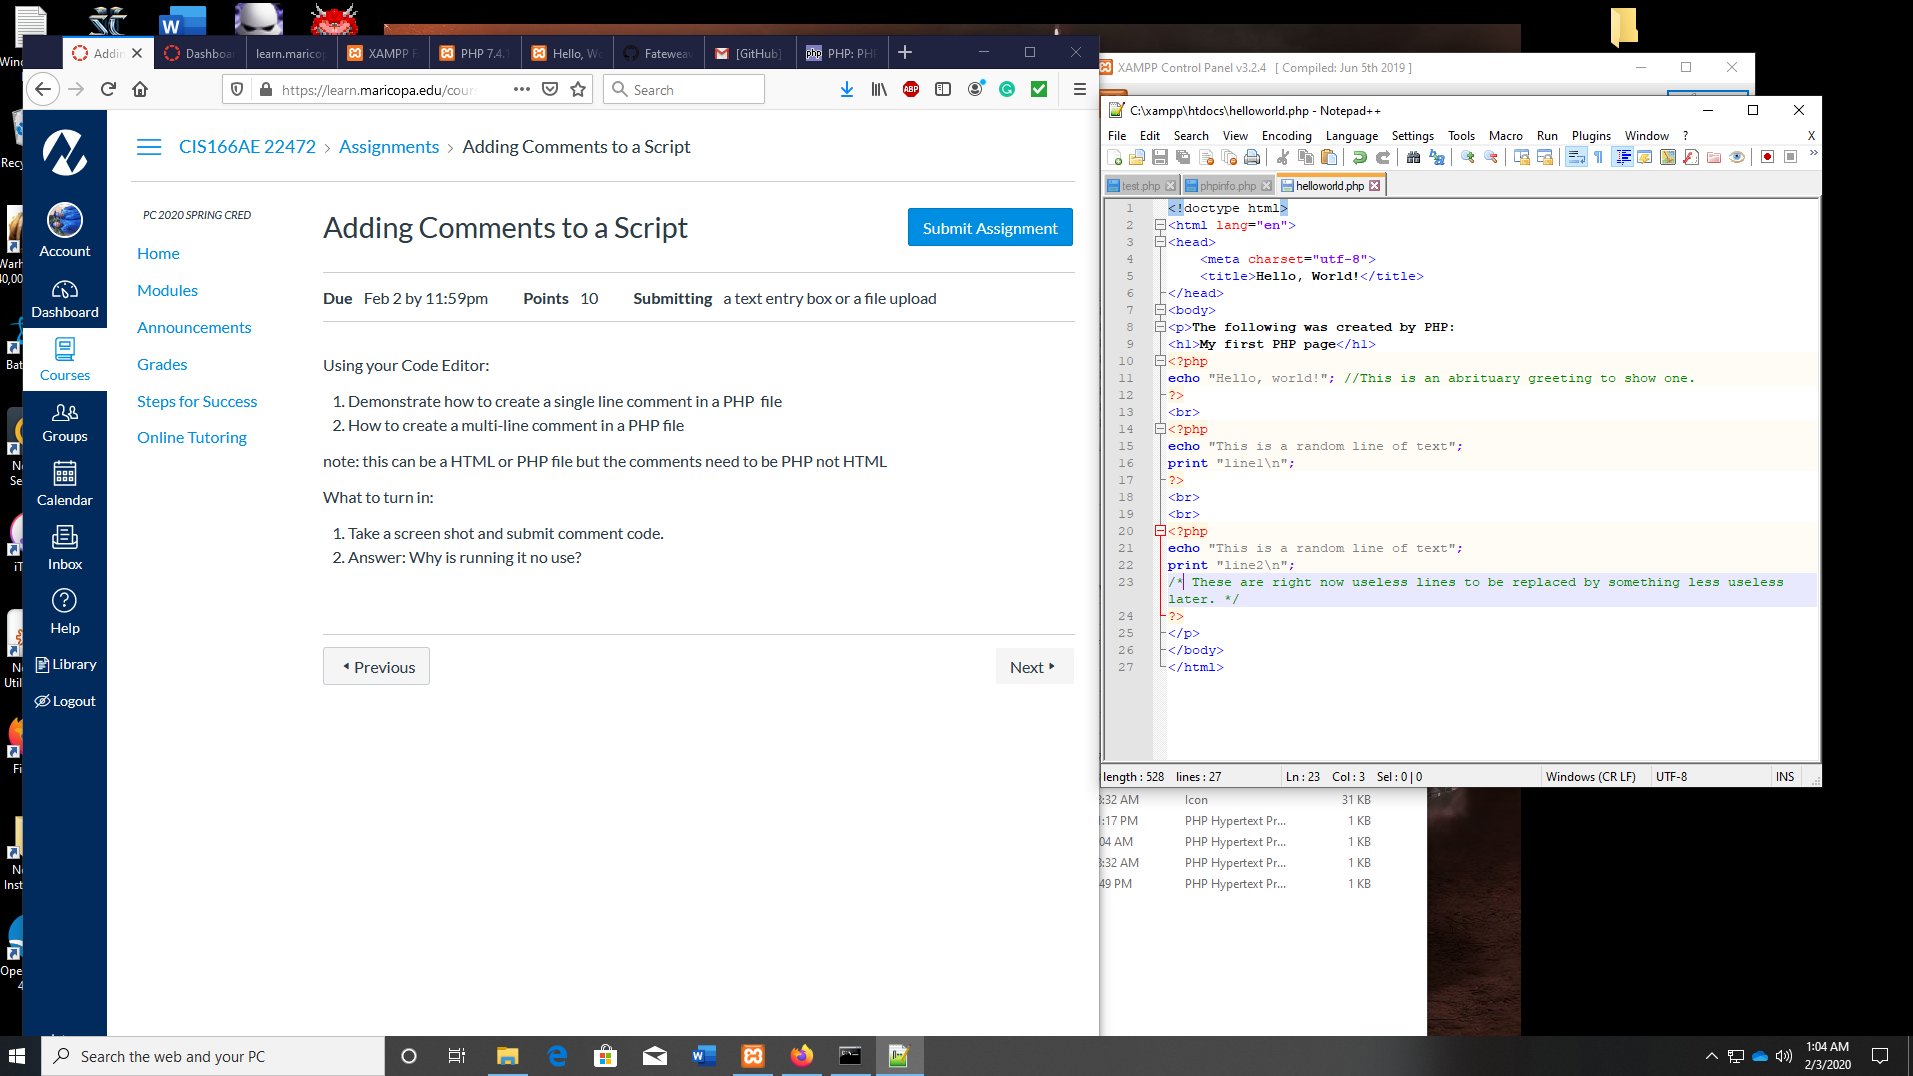 Addin
Dashboa
learn.marico
XAMPP F
PHP 7.4.1
Hello, Wo
Fateweav
[GitHub]
PHP: PHP
https://learn.maricopa.edu/cour
Search
CIS166AE 22472 › Assignments › Adding Comments to a Script
Account
Dashboard
Courses
Groups
Calendar
Inbox
Help
Library
Logout
PC 2020 SPRING CRED
Home
Modules
Announcements
Grades
Steps for Success
Online Tutoring
Adding Comments to a Script
Submit Assignment
Due Feb 2 by 11:59pm Points 10 Submitting a text entry box or a file upload
Using your Code Editor:
1. Demonstrate how to create a single line comment in a PHP file
2. How to create a multi-line comment in a PHP file
note: this can be a HTML or PHP file but the comments need to be PHP not HTML
What to turn in:
1. Take a screen shot and submit comment code.
2. Answer: Why is running it no use?
Previous
Next
XAMPP Control Panel v3.2.4 [ Compiled: Jun 5th 2019 ]
C:\xampp\htdocs\helloworld.php - Notepad++
File Edit Search View Encoding Language Settings Tools Macro Run Plugins Window ? X
test.php phpinfo.php helloworld.php
1 <!doctype html>
2 <html lang="en">
3 <head>
4 <meta charset="utf-8">
5 <title>Hello, World!</title>
6 </head>
7 <body>
8 <p>The following was created by PHP:
9 <h1>My first PHP page</h1>
10 <?php
11 echo "Hello, world!"; //This is an abrituary greeting to show one.
12 ?>
13 <br>
14 <?php
15 echo "This is a random line of text";
16 print "line1\n";
17 ?>
18 <br>
19 <br>
20 <?php
21 echo "This is a random line of text";
22 print "line2\n";
23 /* These are right now useless lines to be replaced by something less useless
later. */
24 ?>
25 </p>
26 </body>
27 </html>
length : 528 lines : 27 Ln : 23 Col : 3 Sel : 0 | 0 Windows (CR LF) UTF-8 INS
:32 AM Icon 31 KB
:17 PM PHP Hypertext Pr... 1 KB
:04 AM PHP Hypertext Pr... 1 KB
:32 AM PHP Hypertext Pr... 1 KB
:49 PM PHP Hypertext Pr... 1 KB
Search the web and your PC
1:04 AM
2/3/2020